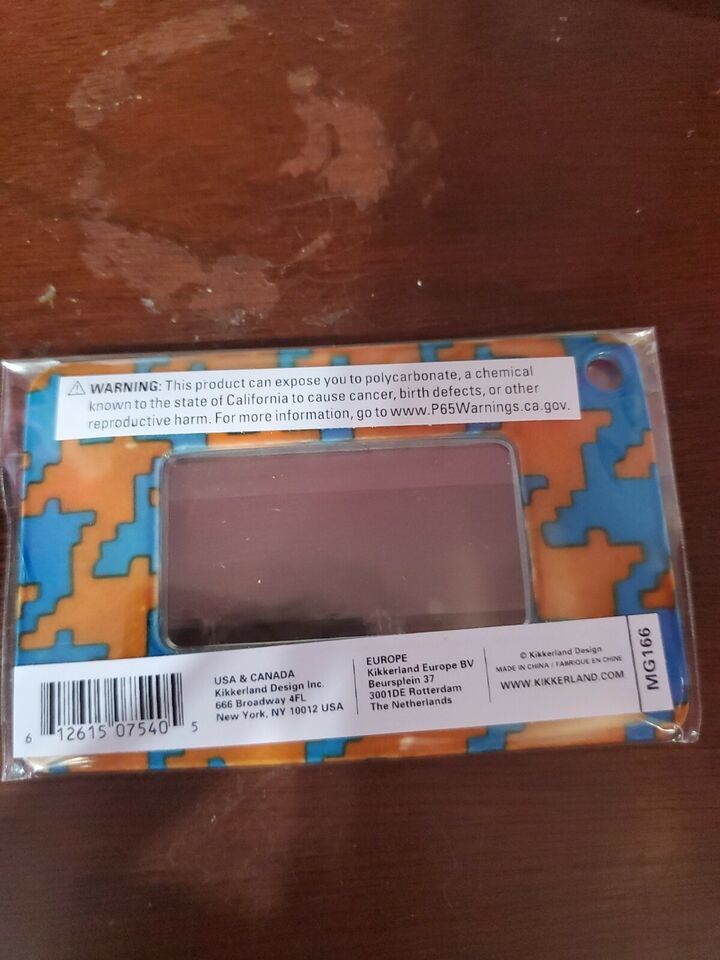 ⚠ WARNING: This product can expose you to polycarbonate, a chemical
known to the state of California to cause cancer, birth defects, or other
reproductive harm. For more information, go to www.P65Warnings.ca.gov.
6 12615 07540 5
USA & CANADA
Kikkerland Design Inc.
666 Broadway 4FL
New York, NY 10012 USA
EUROPE
Kikkerland Europe BV
Beursplein 37
3001DE Rotterdam
The Netherlands
© Kikkerland Design
MADE IN CHINA / FABRIQUE EN CHINE
WWW.KIKKERLAND.COM
MG166